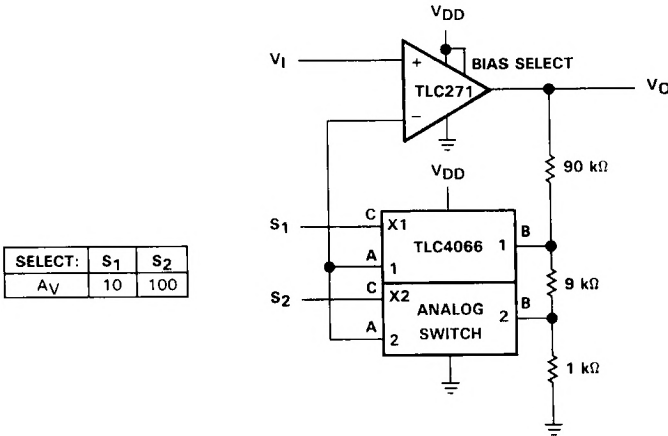 VDD
VI
+
BIAS SELECT
TLC271
VO
−
90 kΩ
VDD
S1
C
X1
TLC4066
1
B
A
1
9 kΩ
S2
C
X2
ANALOG
SWITCH
2
B
A
2
1 kΩ
SELECT: S1 S2
AV 10 100